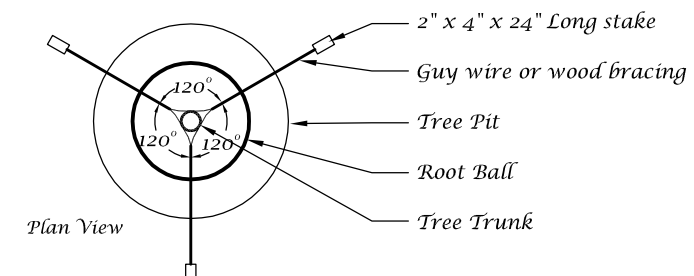 2" x 4" x 24" Long stake
Guy wire or wood bracing
120°
Tree Pit
120°
120°
Root Ball
Tree Trunk
Plan View